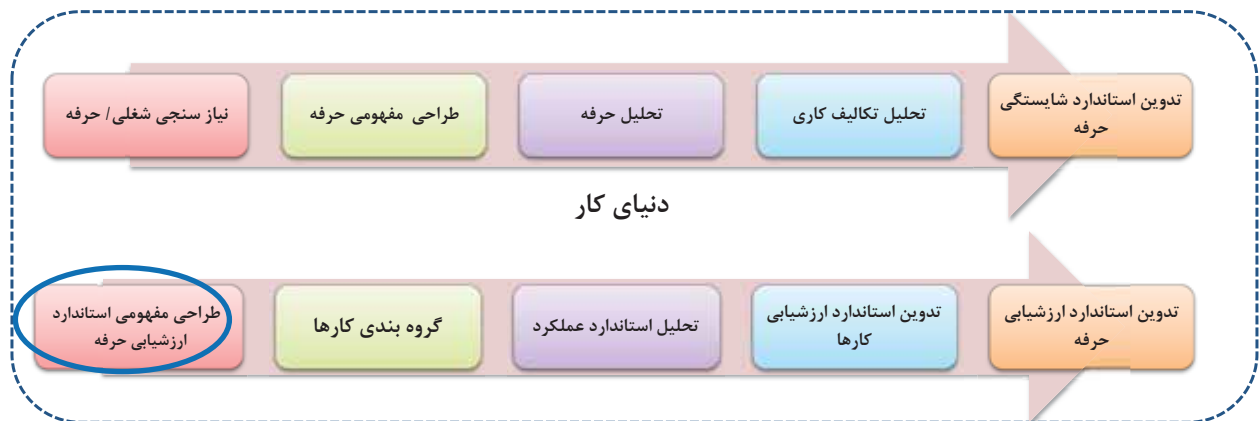 نیاز سنجی شغلی/ حرفه
طراحی مفهومی حرفه
تحلیل حرفه
تحلیل تکالیف کاری
تدوین استاندارد شایستگی
حرفه
دنیای کار
طراحی مفهومی استاندارد
ارزشیابی حرفه
گروه بندی کارها
تحلیل استاندارد عملکرد
تدوین استاندارد ارزشیابی
کارها
تدوین استاندارد ارزشیابی
حرفه